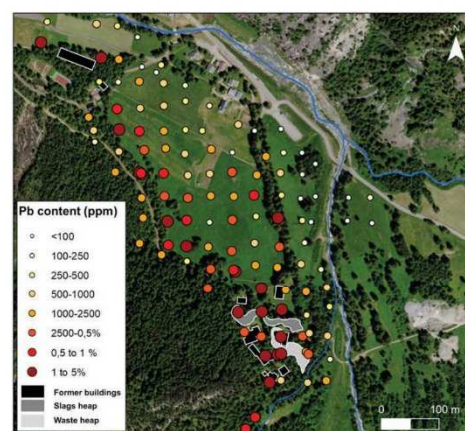 N
Pb content (ppm)
<100
100-250
250-500
500-1000
1000-2500
2500-0,5%
0,5 to 1 %
1 to 5%
Former buildings
Slags heap
Waste heap
0 100 m